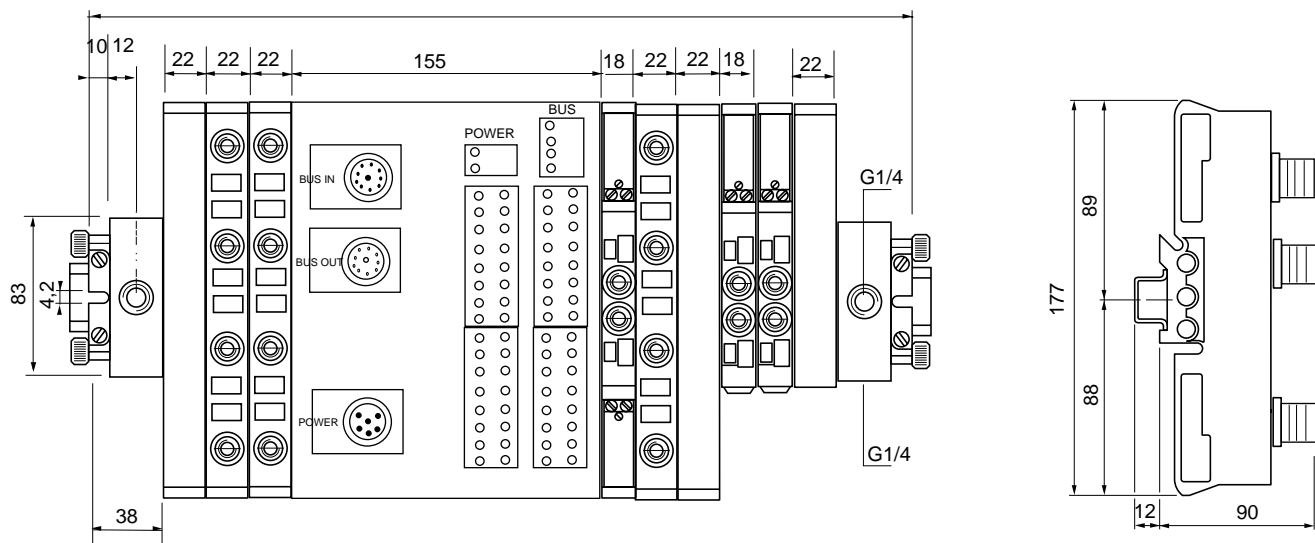 10 12
22 22 22 155 18 22 22 18 22
BUS
POWER
BUS IN
G1/4
89
BUS OUT
83
4,2
177
88
POWER
G1/4
38
12 90